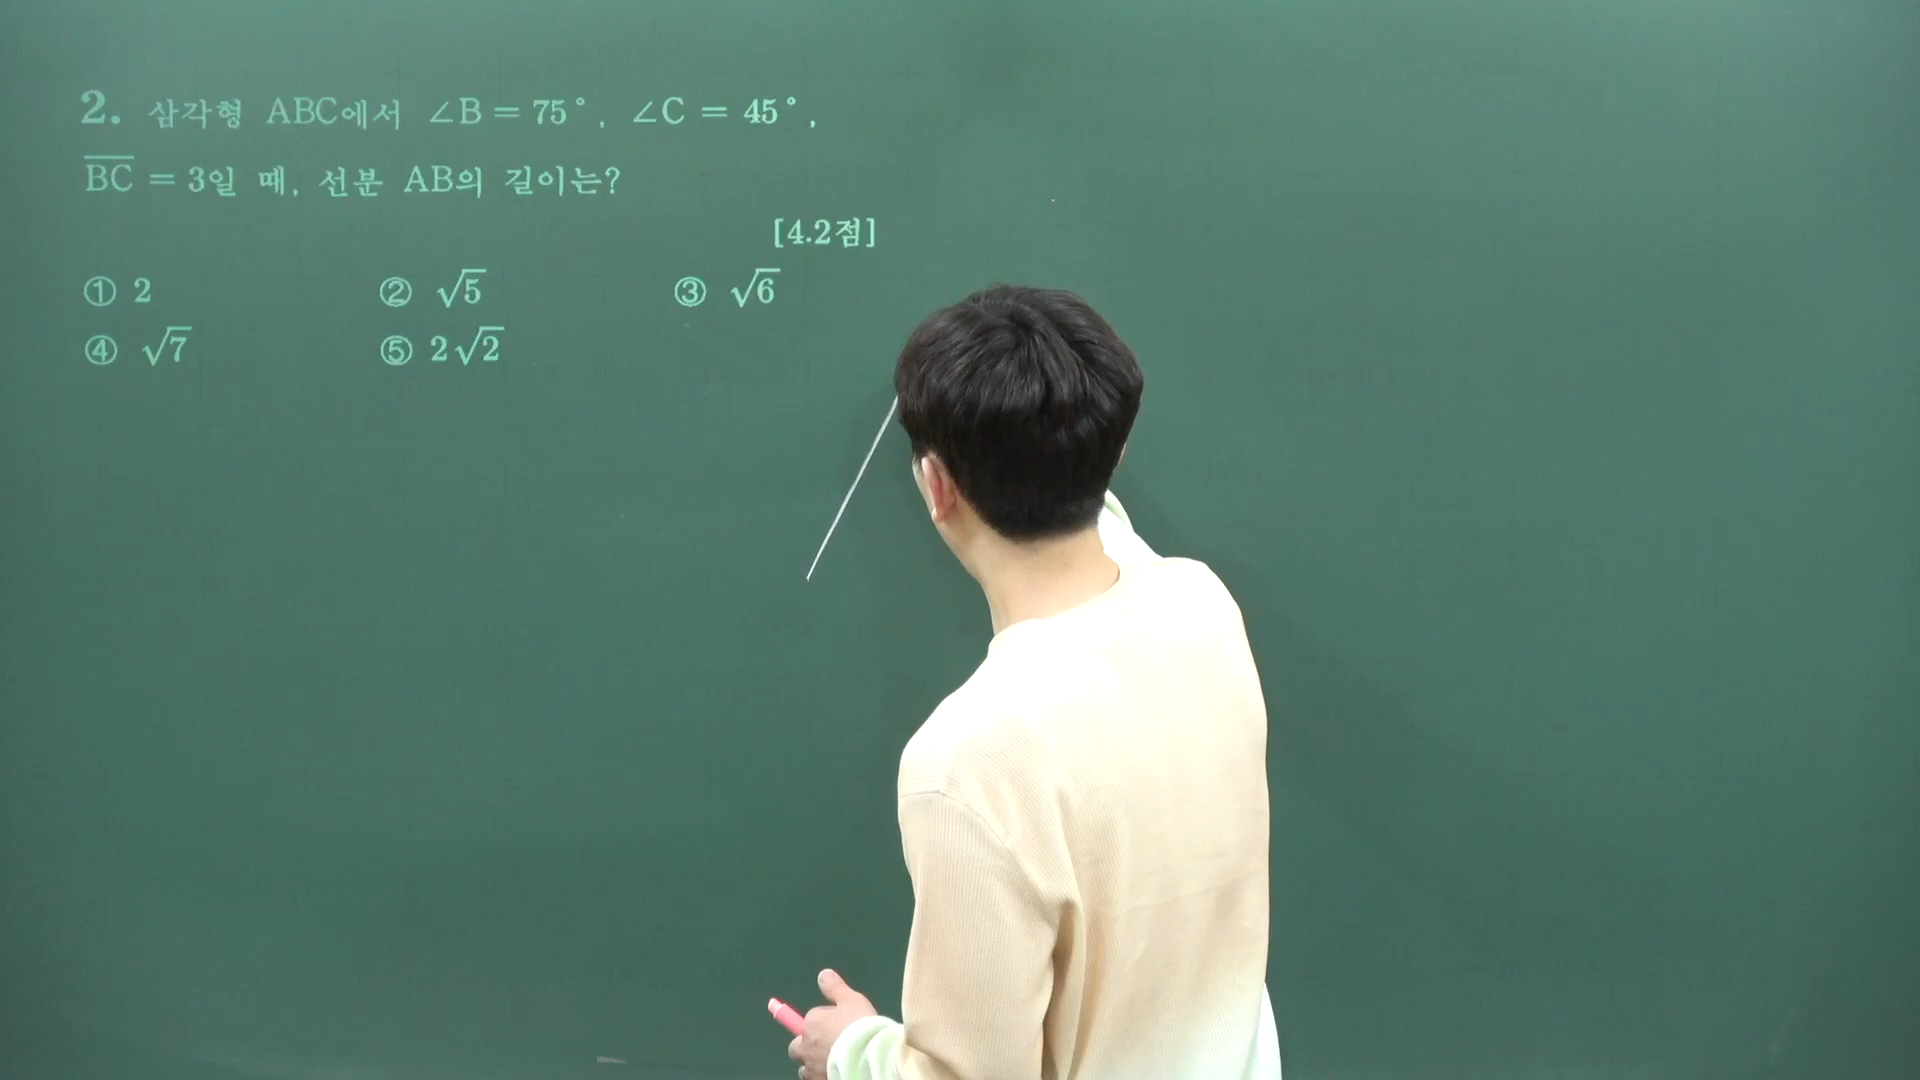 2. 삼각형 ABC에서 ∠B = 75°, ∠C = 45°,
BC = 3일 때, 선분 AB의 길이는?
[4.2점]
① 2 ② √5 ③ √6
④ √7 ⑤ 2√2